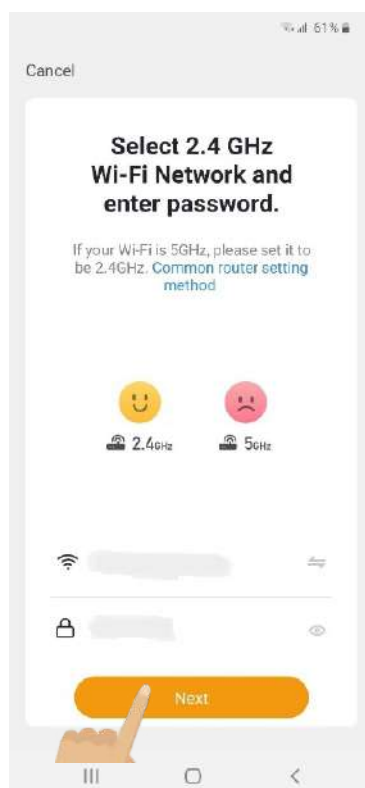 61%
Cancel
Select 2.4 GHz
Wi-Fi Network and
enter password.
If your Wi-Fi is 5GHz, please set it to
be 2.4GHz. Common router setting
method
2.4GHz 5GHz
Next